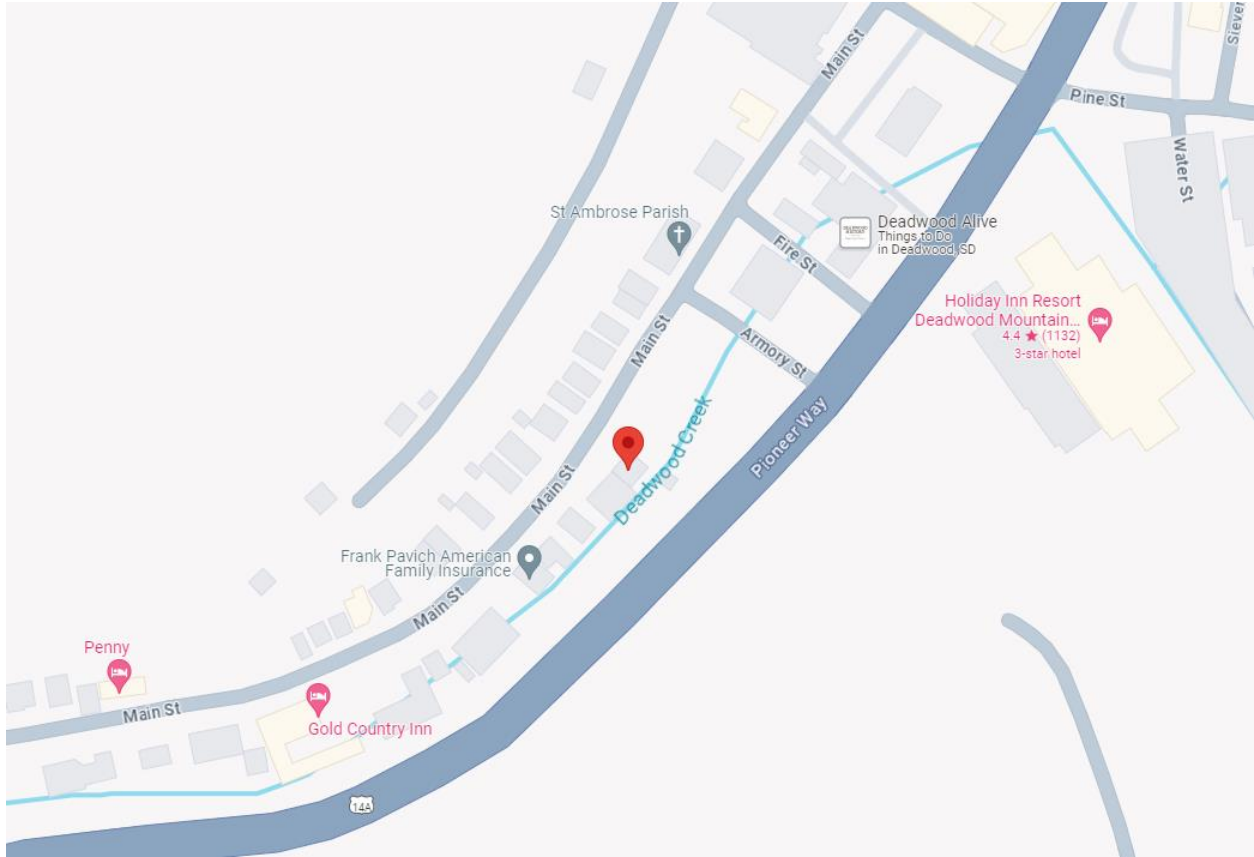 Main St
Siever
Pine St
Water St
St Ambrose Parish
Deadwood Alive
Things to Do
in Deadwood, SD
Fire St
Holiday Inn Resort
Deadwood Mountain...
4.4 ★ (1132)
3-star hotel
Main St
Armory St
Deadwood Creek
Pioneer Way
Main St
Frank Pavich American
Family Insurance
Main St
Penny
Main St
Gold Country Inn
14A